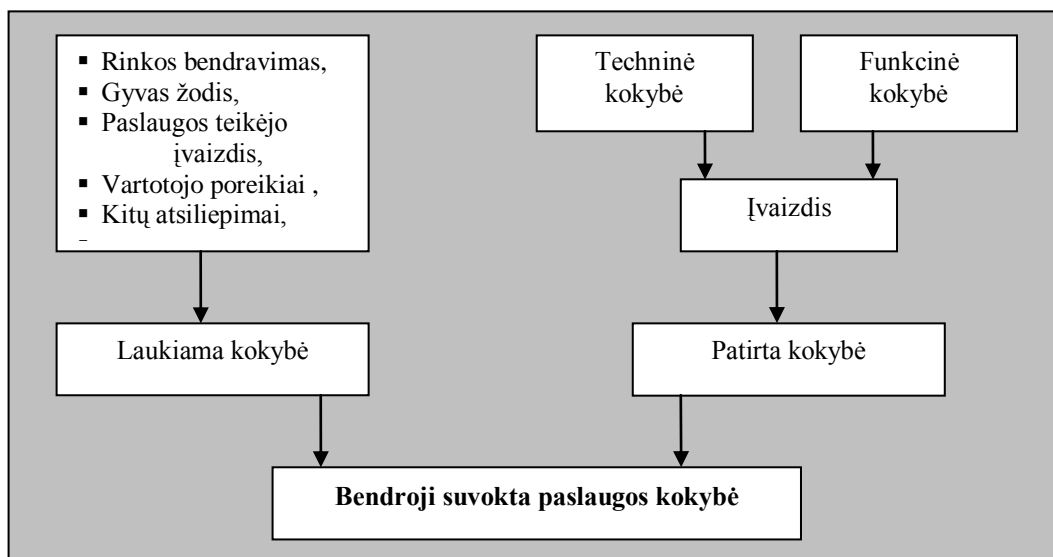 ▪ Rinkos bendravimas,
▪ Gyvas žodis,
▪ Paslaugos teikėjo
įvaizdis,
▪ Vartotojo poreikiai ,
▪ Kitų atsiliepimai,
Techninė
kokybė
Funkcinė
kokybė
Įvaizdis
Laukiama kokybė
Patirta kokybė
Bendroji suvokta paslaugos kokybė